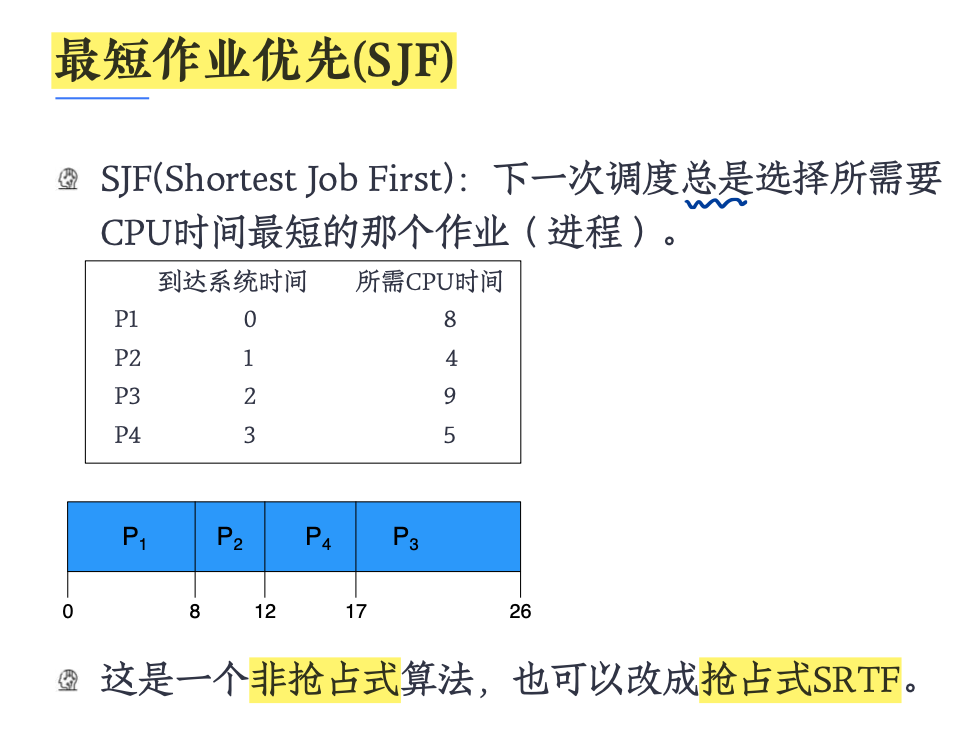 最短作业优先(SJF)
SJF(Shortest Job First)：下一次调度总是选择所需要
CPU时间最短的那个作业（进程）。
到达系统时间 所需CPU时间
P1 0 8
P2 1 4
P3 2 9
P4 3 5
P1 P2 P4 P3
0 8 12 17 26
这是一个非抢占式算法，也可以改成抢占式SRTF。